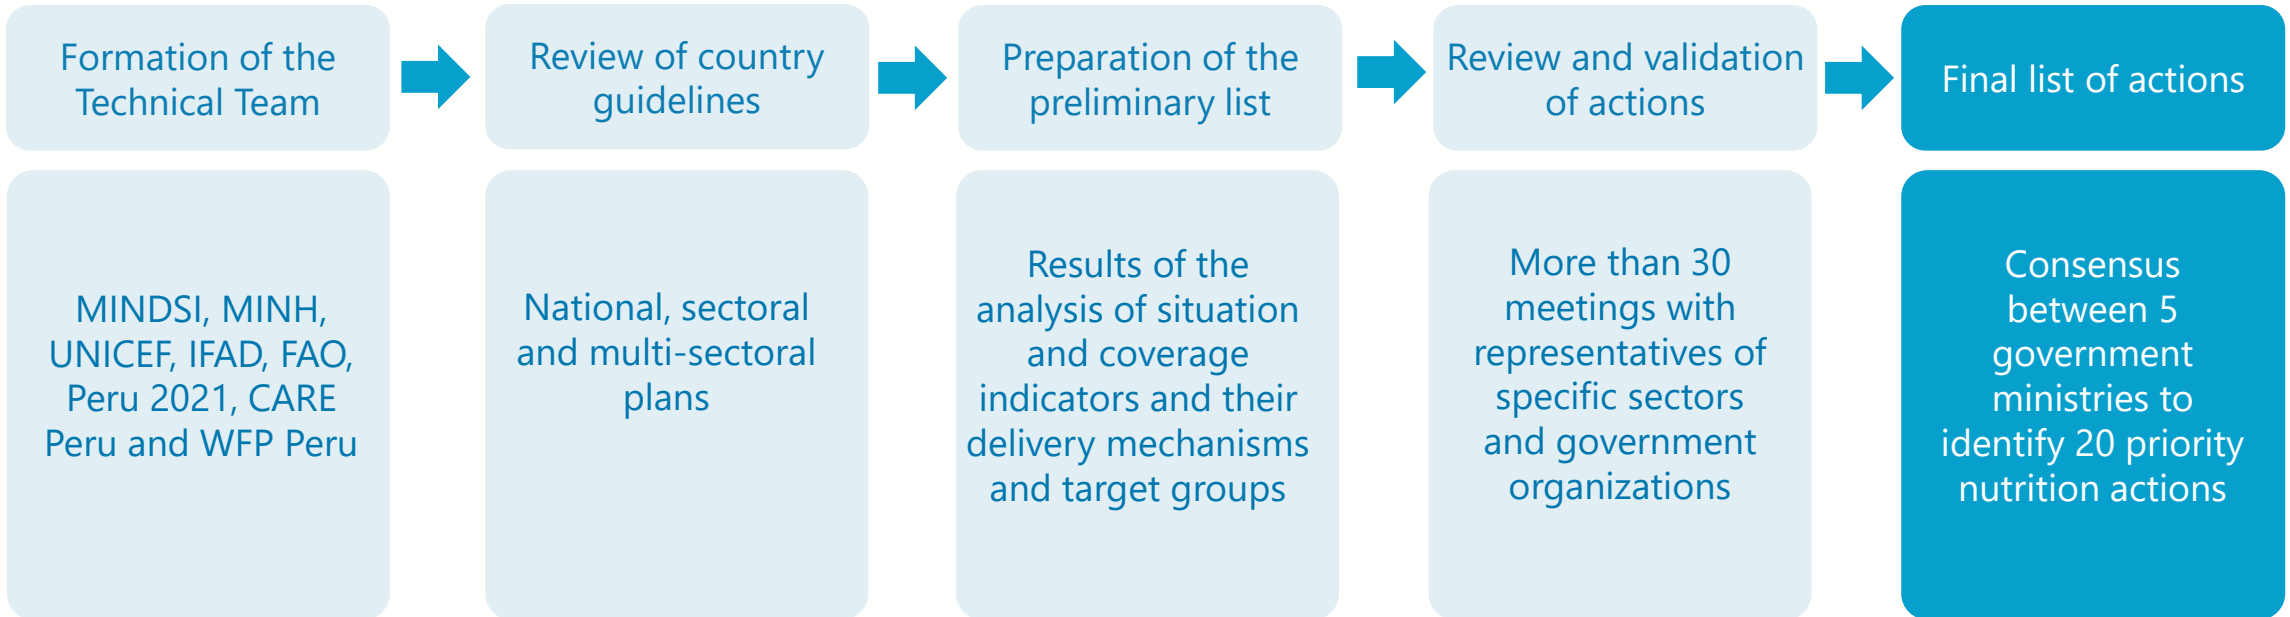 Formation of the
Technical Team
Review of country
guidelines
Preparation of the
preliminary list
Review and validation
of actions
Final list of actions
MINDSI, MINH,
UNICEF, IFAD, FAO,
Peru 2021, CARE
Peru and WFP Peru
National, sectoral
and multi-sectoral
plans
Results of the
analysis of situation
and coverage
indicators and their
delivery mechanisms
and target groups
More than 30
meetings with
representatives of
specific sectors
and government
organizations
Consensus
between 5
government
ministries to
identify 20 priority
nutrition actions